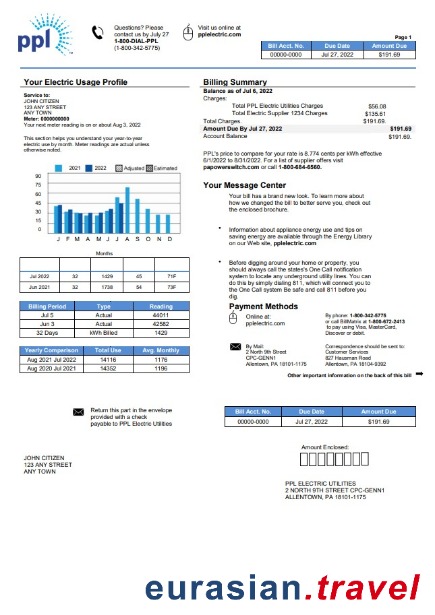 ppl
Questions? Please
contact us by July 27
1-800-DIAL-PPL
(1-800-342-5775)
Visit us online at
pplelectric.com
Page 1
Bill Acct. No. Due Date Amount Due
00000-0000 Jul 27, 2022 $191.69
Your Electric Usage Profile
Service to:
JOHN CITIZEN
123 ANY STREET
ANY TOWN
Meter: 0000000000
Your next meter reading is on or about Aug 3, 2022
This section helps you understand your year-to-year
electric use by month. Meter readings are actual unless
otherwise noted.
2021 2022 Adjusted Estimated
90
75
60
45
30
15
0
J F M A M J J A S O N D
Months
Jul 2022 33 1429 45 71F
Jun 2021 32 1738 54 73F
Billing Period Type Reading
Jul 5 Actual 44011
Jun 3 Actual 42582
32 Days kWh Billed 1429
Yearly Comparison Total Use Avg. Monthly
Aug 2021 Jul 2022 14116 1176
Aug 2020 Jul 2021 14352 1196
Billing Summary
Balance as of Jul 6, 2022
Charges:
Total PPL Electric Utilities Charges $56.08
Total Electric Supplier 1234 Charges $135.61
Total Charges $191.69.
Amount Due By Jul 27, 2022 $191.69
Account Balance $191.69.
PPL's price to compare for your rate is 8.774 cents per kWh effective
6/1/2022 to 8/31/2022. For a list of supplier offers visit
papowerswitch.com or call 1-800-684-6560.
Your Message Center
Your bill has a brand new look. To learn more about
how we changed the bill to better serve you, check out
the enclosed brochure.
• Information about appliance energy use and tips on
saving energy are available through the Energy Library
on our Web site, pplelectric.com
• Before digging around your home or property, you
should always call the state's One Call notification
system to locate any underground utility lines. You can
do this by simply dialing 811, which will connect you to
the One Call system Be safe and call 811 before you
dig.
Payment Methods
Online at:
pplelectric.com
By phone: 1-800-342-5775
or call BillMatrix at 1-800-672-2413
to pay using Visa, MasterCard,
Discover or debit.
By Mail:
2 North 9th Street
CPC-GENN1
Allentown, PA 18101-1175
Correspondence should be sent to:
Customer Services
827 Hausman Road
Allentown, PA 18104-9392
Other important information on the back of this bill
Return this part in the envelope
provided with a check
payable to PPL Electric Utilities
Bill Acct. No. Due Date Amount Due
00000-0000 Jul 27, 2022 $191.69
Amount Enclosed:
JOHN CITIZEN
123 ANY STREET
ANY TOWN
PPL ELECTRIC UTILITIES
2 NORTH 9TH STREET CPC-GENN1
ALLENTOWN, PA 18101-1175
eurasian.travel